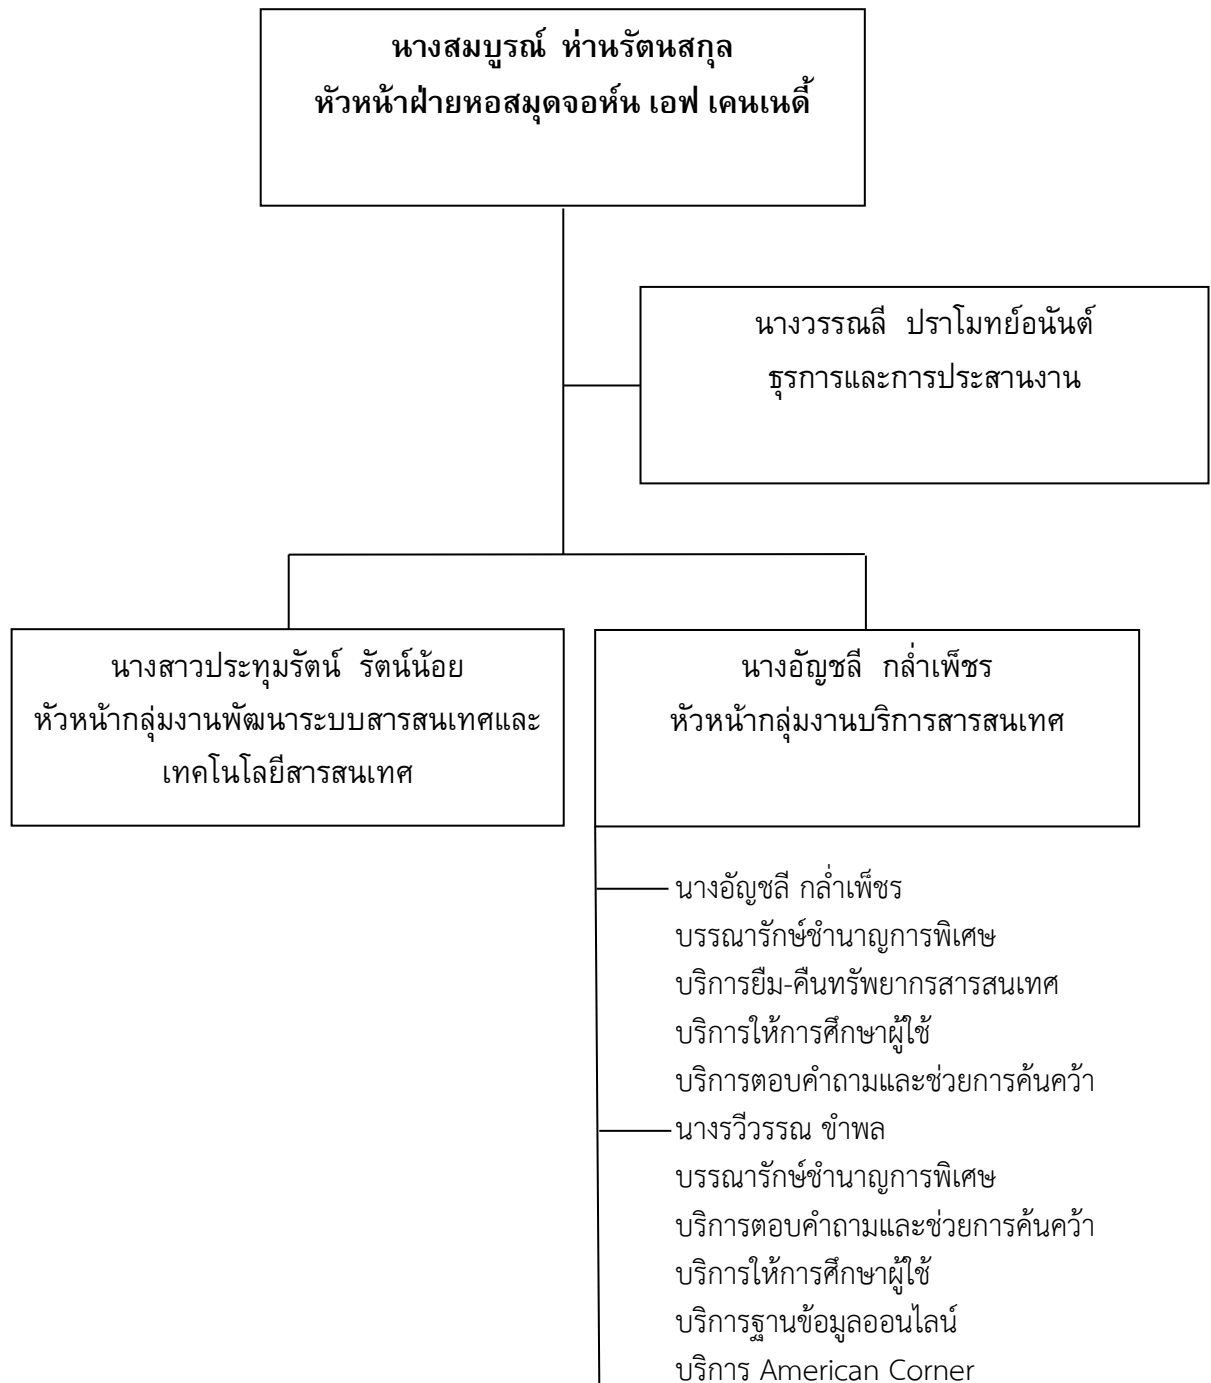 นางสมบูรณ์ ห่านรัตนสกุล
หัวหน้าฝ่ายหอสมุดจอห์น เอฟ เคนเนดี้
นางวรรณลี ปราโมทย์อนันต์
ธุรการและการประสานงาน
นางสาวประทุมรัตน์ รัตน์น้อย
หัวหน้ากลุ่มงานพัฒนาระบบสารสนเทศและ
เทคโนโลยีสารสนเทศ
นางอัญชลี กล่ำเพ็ชร
หัวหน้ากลุ่มงานบริการสารสนเทศ
นางอัญชลี กล่ำเพ็ชร
บรรณารักษ์ชำนาญการพิเศษ
บริการยืม-คืนทรัพยากรสารสนเทศ
บริการให้การศึกษาผู้ใช้
บริการตอบคำถามและช่วยการค้นคว้า
นางรวีวรรณ ขำพล
บรรณารักษ์ชำนาญการพิเศษ
บริการตอบคำถามและช่วยการค้นคว้า
บริการให้การศึกษาผู้ใช้
บริการฐานข้อมูลออนไลน์
บริการ American Corner